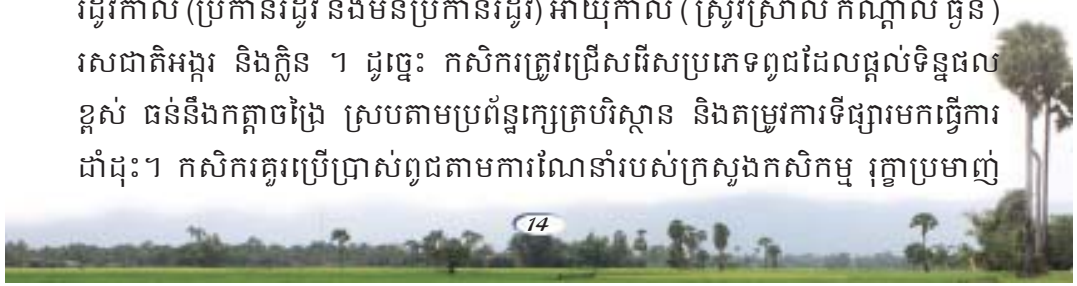 រដូវកាល (ប្រកាន់រដូវ និងមិនប្រកាន់រដូវ) អាយុកាល ( ស្រូវស្រាល កណ្ដាល ធ្ងន់ )
រសជាតិអង្ករ និងក្លិន ។ ដូច្នេះ កសិករត្រូវជ្រើសរើសប្រភេទពូជដែលផ្ដល់ទិន្នផល
ខ្ពស់ ធន់នឹងកត្ដាចង្រៃ ស្របតាមប្រព័ន្ឋក្សេត្របរិស្ថាន និងតម្រូវការទីផ្សារមកធ្វើការ
ដាំដុះ។ កសិករគួរប្រើប្រាស់ពូជតាមការណែនាំរបស់ក្រសួងកសិកម្ម រុក្ខាប្រមាញ់
14